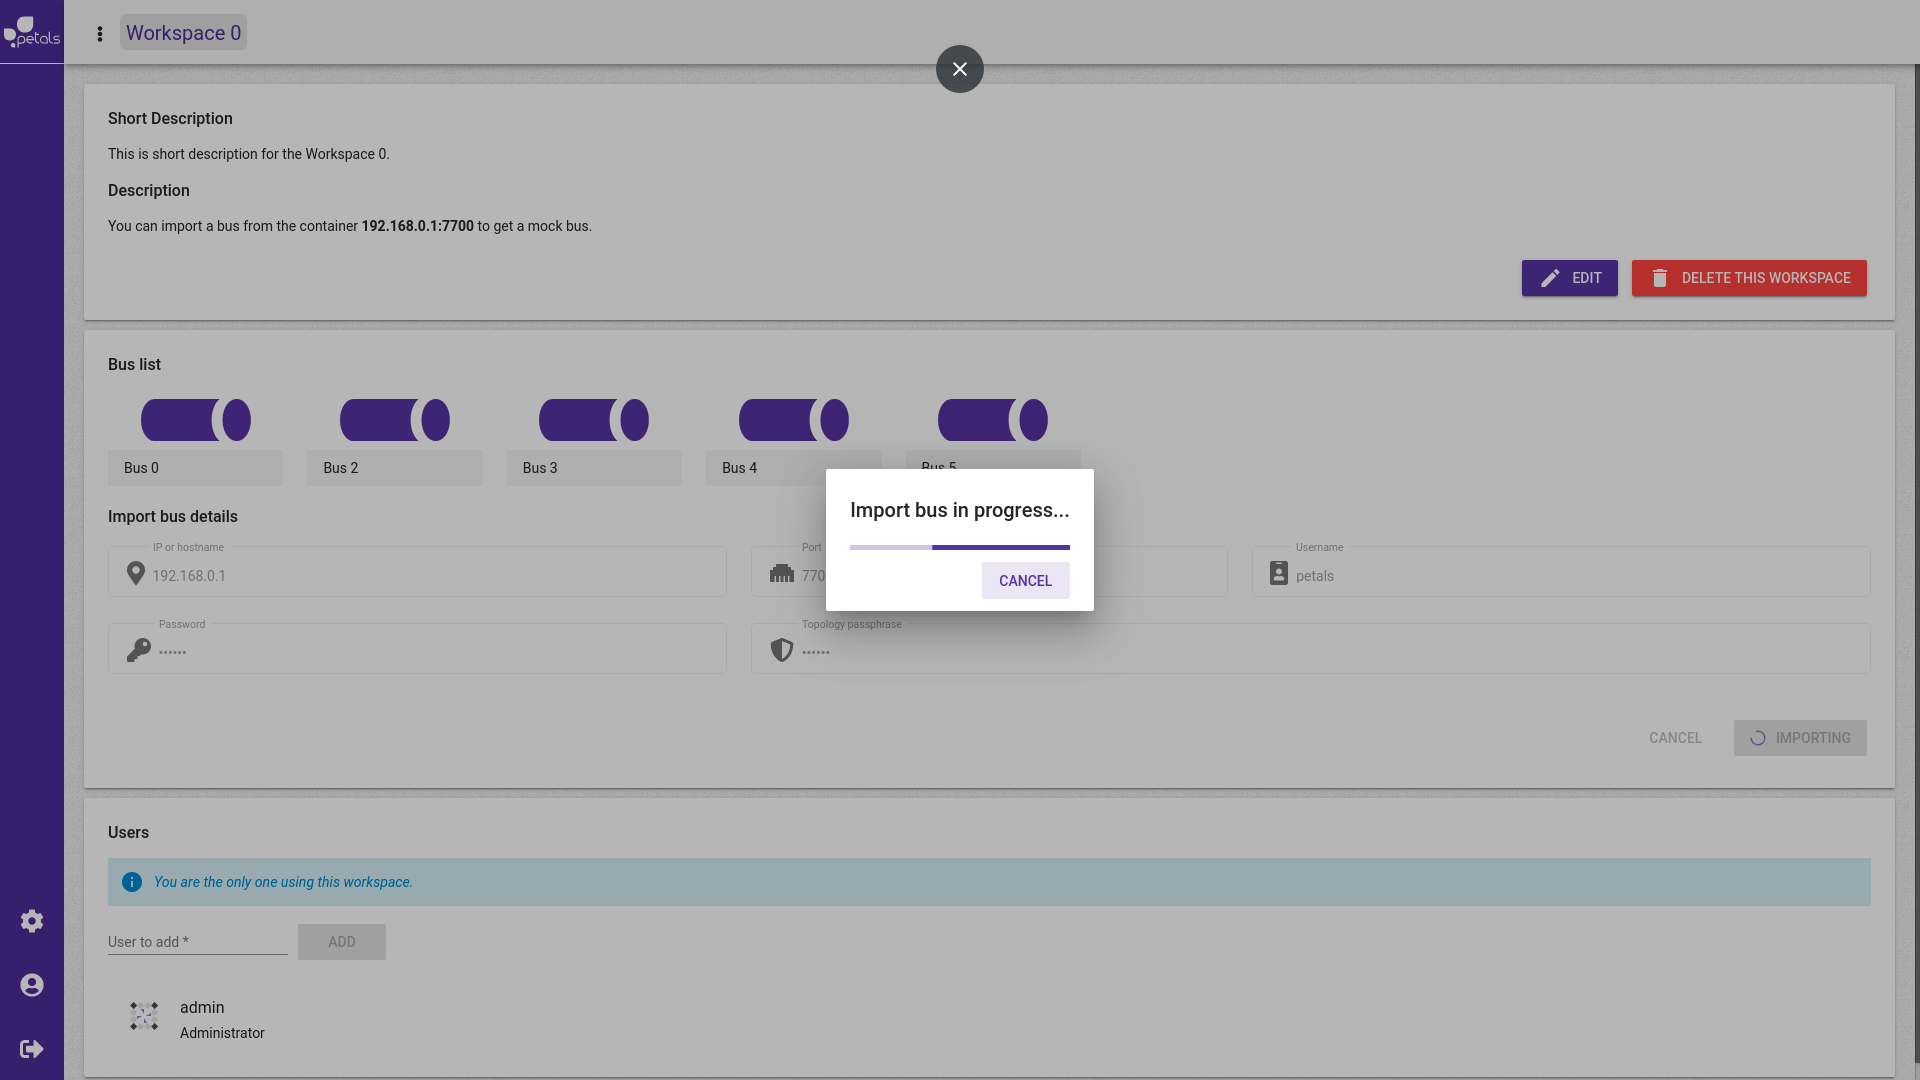 petals
Workspace 0
Short Description
This is short description for the Workspace 0.
Description
You can import a bus from the container 192.168.0.1:7700 to get a mock bus.
EDIT
DELETE THIS WORKSPACE
Bus list
Bus 0
Bus 2
Bus 3
Bus 4
Bus 5
Import bus in progress...
CANCEL
Import bus details
IP or hostname
192.168.0.1
Port
770
Username
petals
Password
••••••
Topology passphrase
••••••
CANCEL
IMPORTING
Users
You are the only one using this workspace.
User to add *
ADD
admin
Administrator